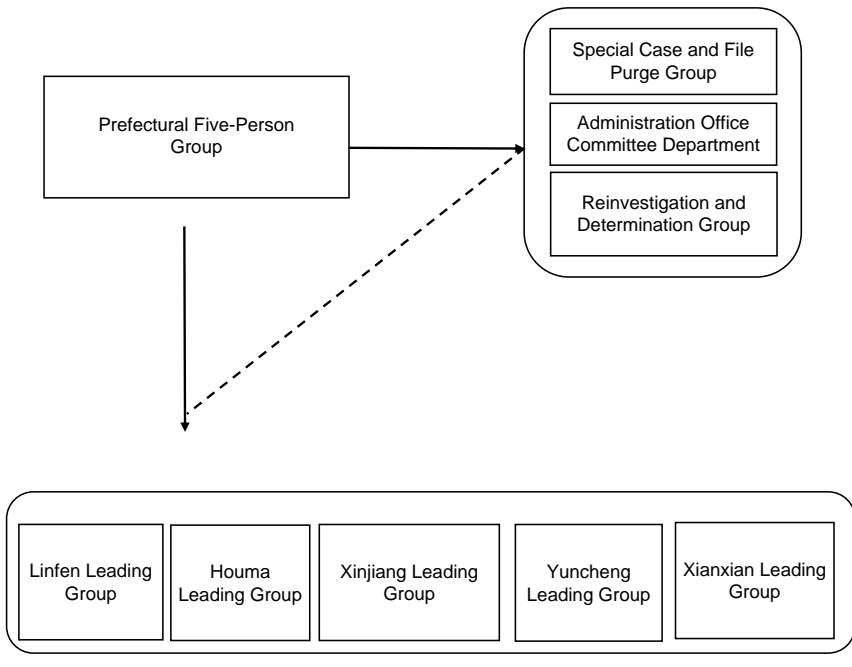 Special Case and File
Purge Group
Prefectural Five-Person
Group
Administration Office
Committee Department
Reinvestigation and
Determination Group
Linfen Leading
Group
Houma
Leading Group
Xinjiang Leading
Group
Yuncheng
Leading Group
Xianxian Leading
Group